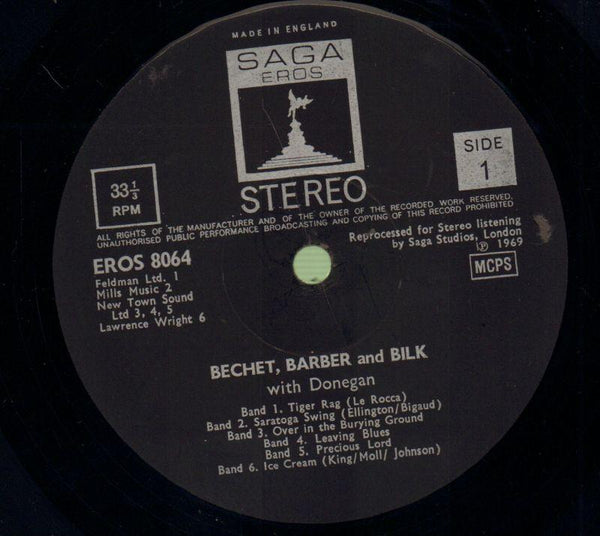 MADE IN ENGLAND
SAGA
EROS
STEREO
33 1/3
RPM
SIDE
1
ALL RIGHTS OF THE MANUFACTURER AND OF THE OWNER OF THE RECORDED WORK RESERVED.
UNAUTHORISED PUBLIC PERFORMANCE BROADCASTING AND COPYING OF THIS RECORD PROHIBITED
EROS 8064
Feldman Ltd. 1
Mills Music 2
New Town Sound
Ltd 3, 4, 5
Lawrence Wright 6
Reprocessed for Stereo listening
by Saga Studios, London
℗ 1969
MCPS
BECHET, BARBER and BILK
with Donegan
Band 1. Tiger Rag (Le Rocca)
Band 2. Saratoga Swing (Ellington/Bigaud)
Band 3. Over in the Burying Ground
Band 4. Leaving Blues
Band 5. Precious Lord
Band 6. Ice Cream (King/Moll/ Johnson)